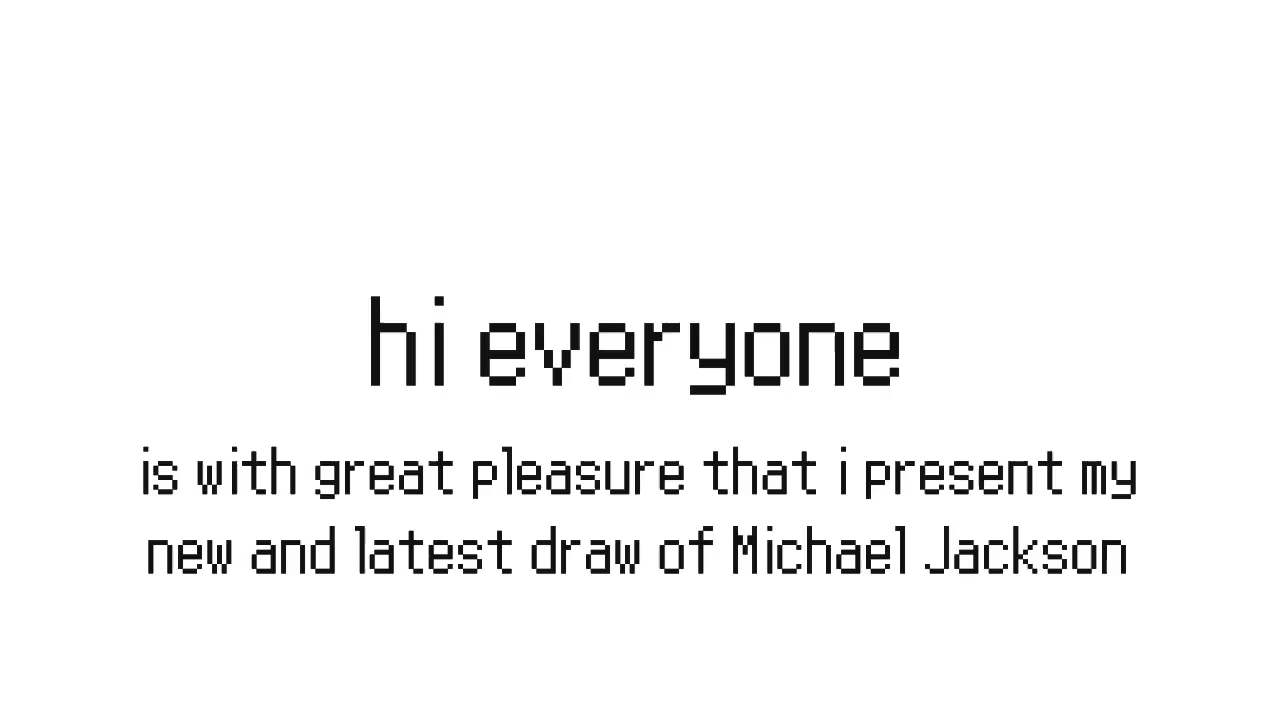 hi everyone
is with great pleasure that i present my
new and latest draw of Michael Jackson